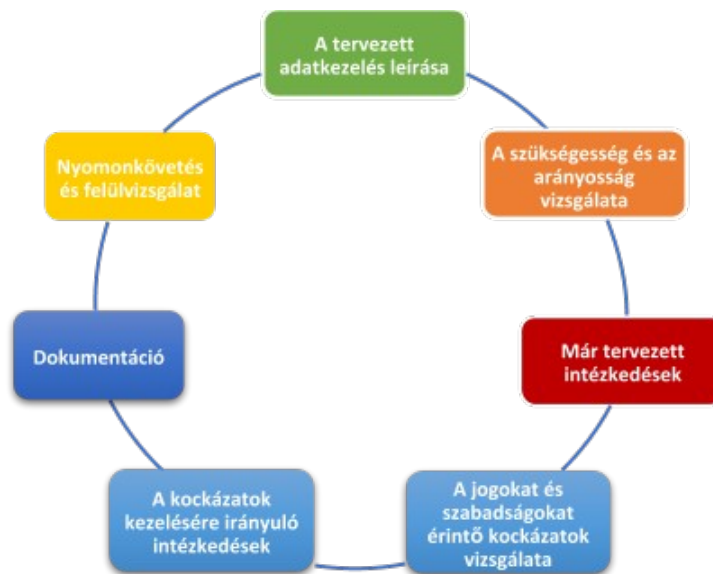 A tervezett
adatkezelés leírása
A szükségesség és az
arányosság
vizsgálata
Már tervezett
intézkedések
A jogokat és
szabadságokat
érintő kockázatok
vizsgálata
A kockázatok
kezelésére irányuló
intézkedések
Dokumentáció
Nyomonkövetés
és felülvizsgálat